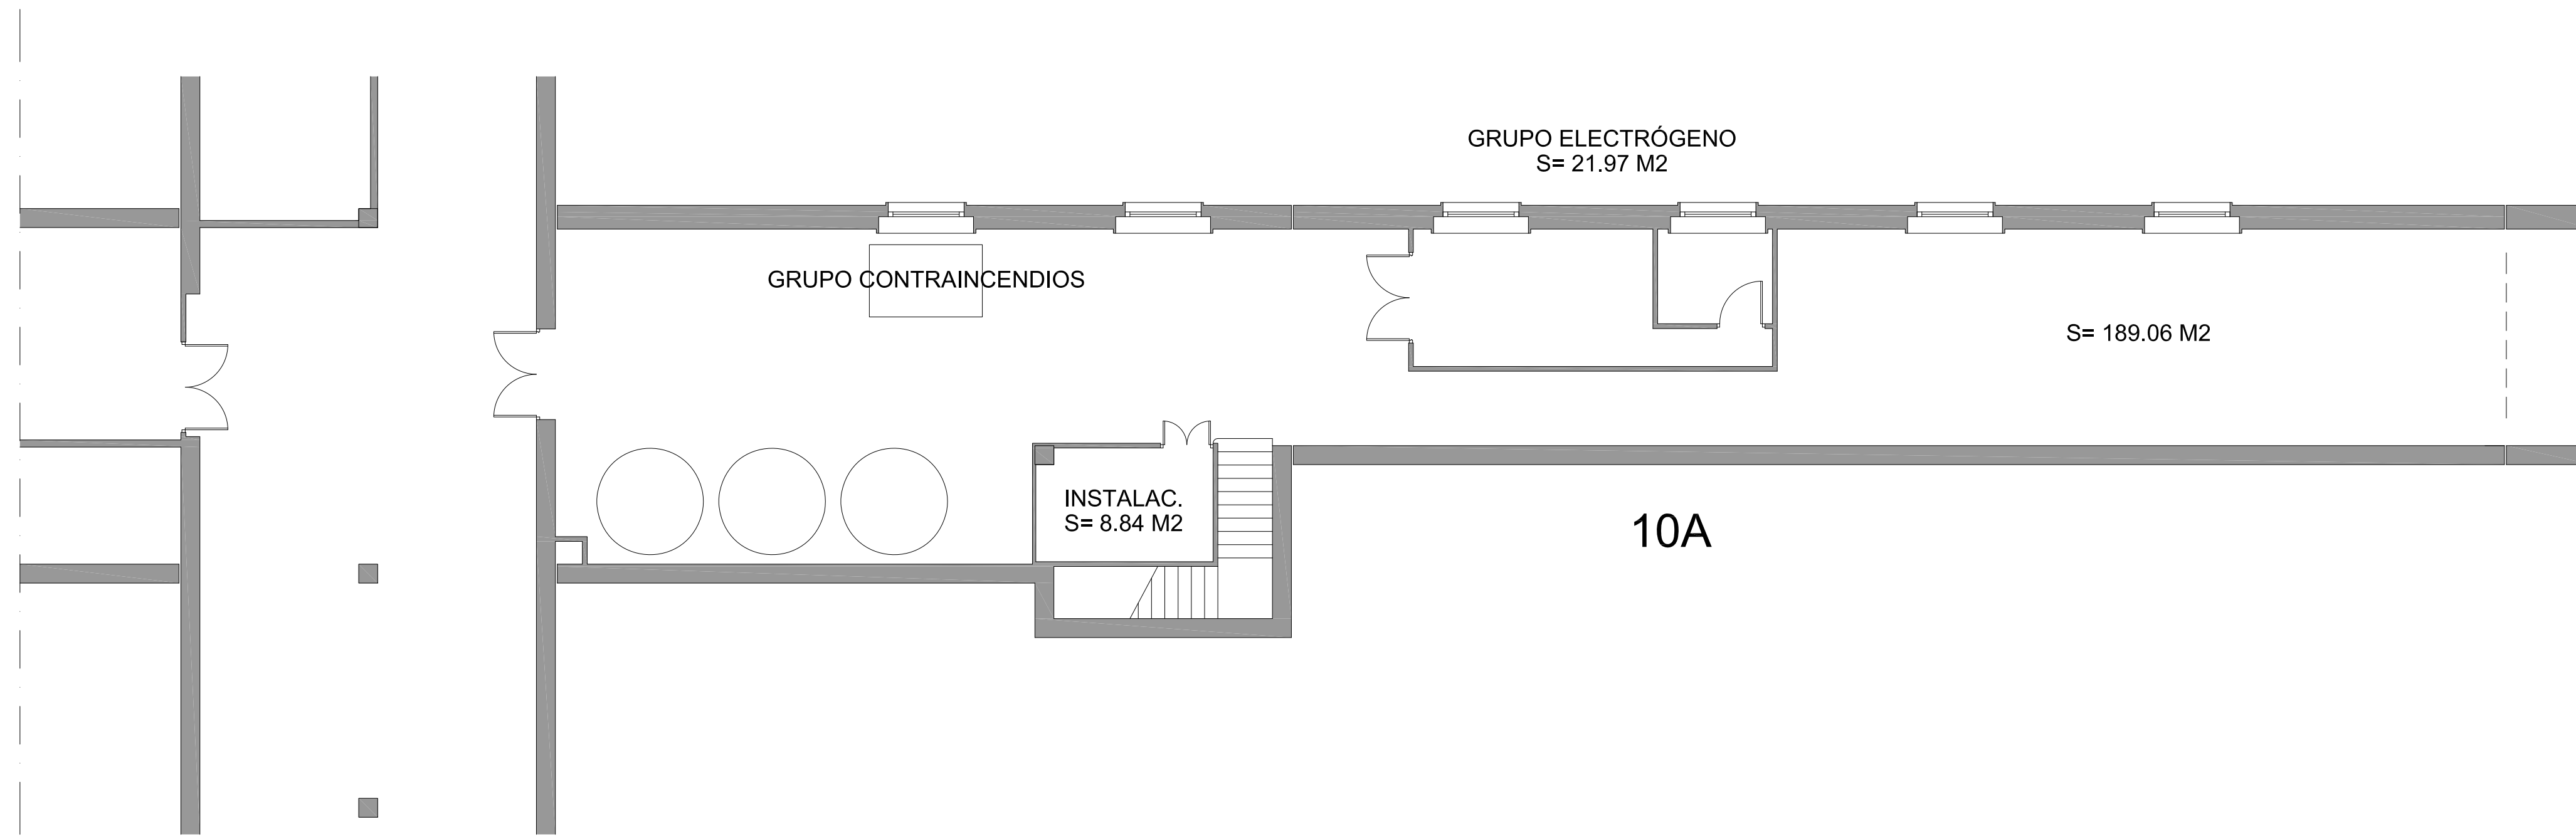 GRUPO ELECTRÓGENO
S= 21.97 M2
GRUPO CONTRAINCENDIOS
S= 189.06 M2
INSTALAC.
S= 8.84 M2
10A